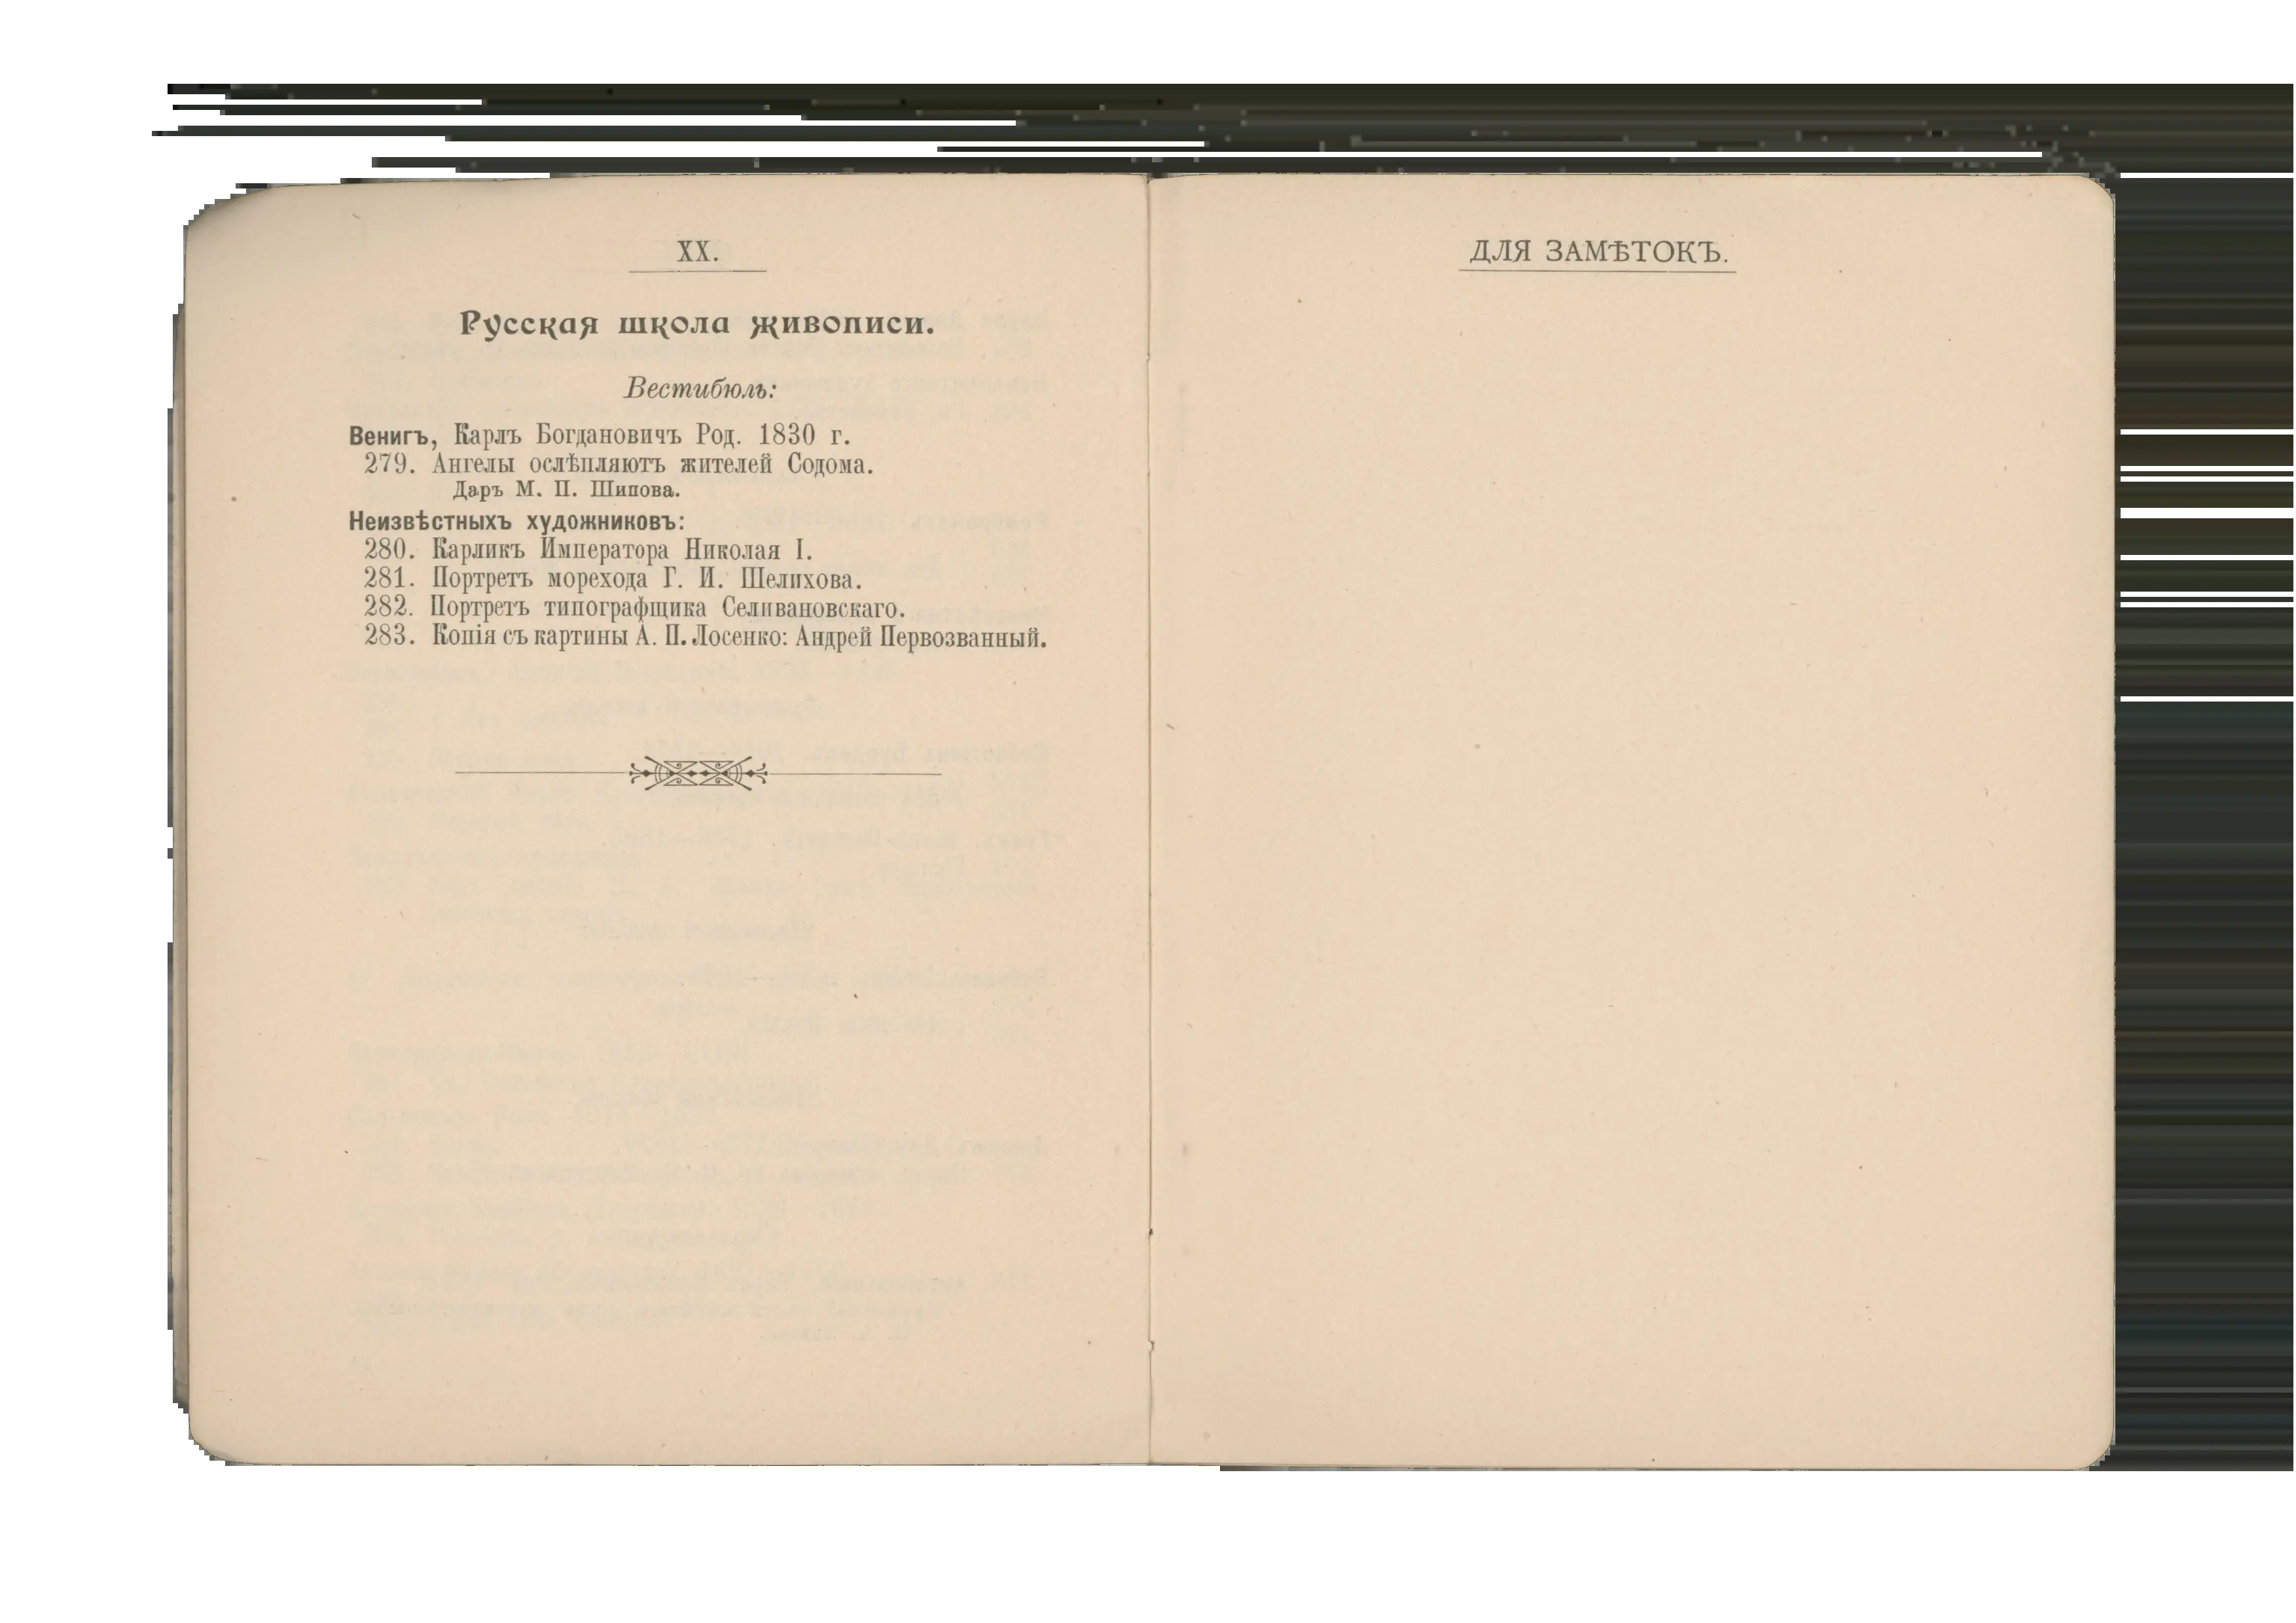 XX.
Русская школа живописи.
Вестибюль:
Венигъ, Карлъ Богдановичъ Род. 1830 г.
279. Ангелы ослѣпляютъ жителей Содома.
Даръ М. П. Шипова.
Неизвѣстныхъ художниковъ:
280. Карликъ Императора Николая I.
281. Портретъ морехода Г. И. Шелихова.
282. Портретъ типографщика Селивановскаго.
283. Копія съ картины А. П. Лосенко: Андрей Первозванный.
ДЛЯ ЗАМѢТОКЪ.